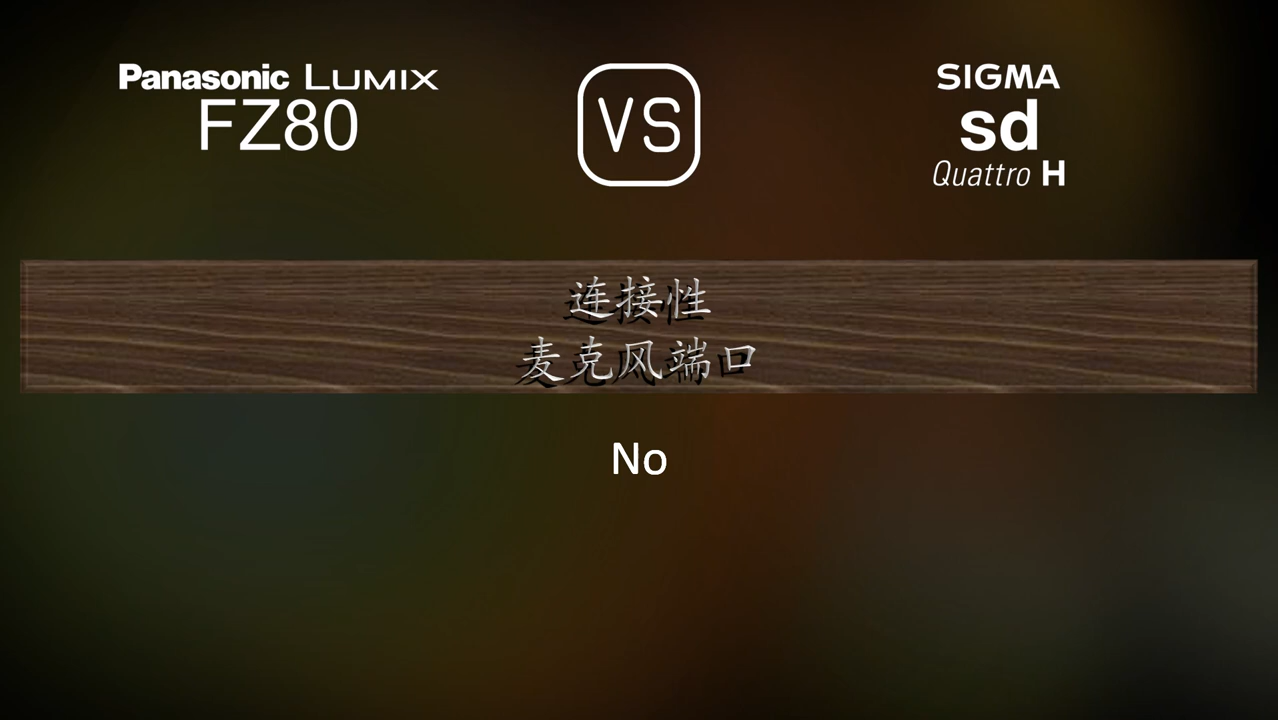 Panasonic LUMIX
FZ80
VS
SIGMA
sd
Quattro H
连接性
麦克风端口
No